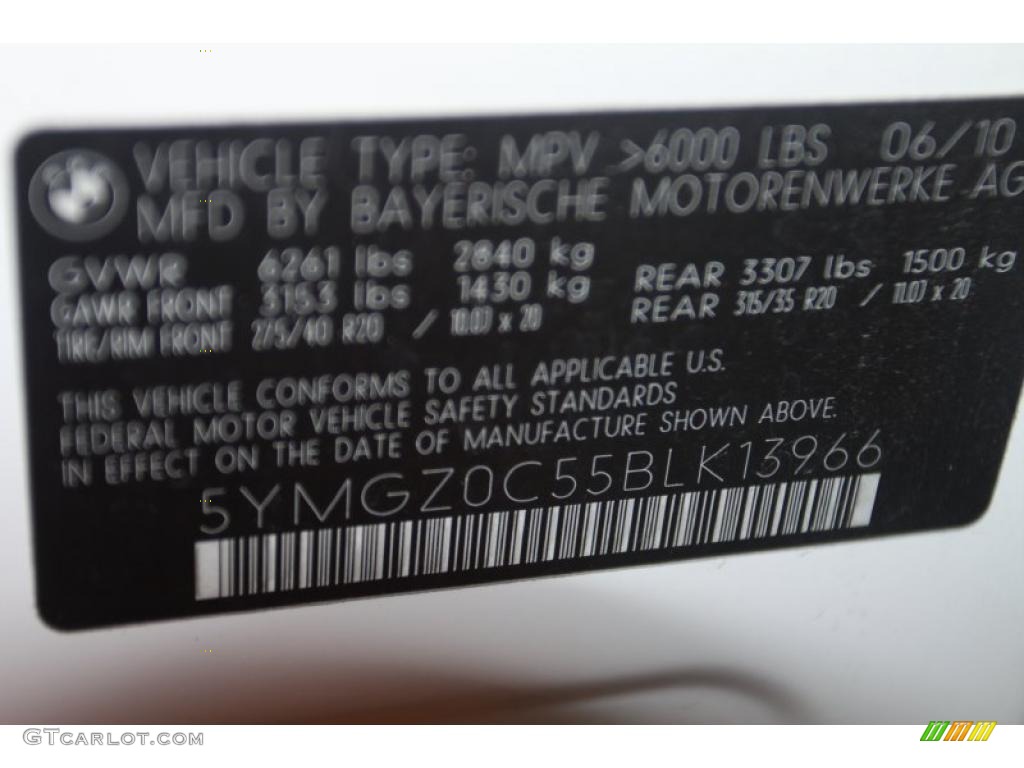 VEHICLE TYPE: MPV >6000 LBS 06/10
MFD BY BAYERISCHE MOTORENWERKE AG
GVWR 6261 lbs 2840 kg
GAWR FRONT 3153 lbs 1430 kg REAR 3307 lbs 1500 kg
TIRE/RIM FRONT 275/40 R20 / 10.0J x 20 REAR 315/35 R20 / 11.0J x 20
THIS VEHICLE CONFORMS TO ALL APPLICABLE U.S.
FEDERAL MOTOR VEHICLE SAFETY STANDARDS
IN EFFECT ON THE DATE OF MANUFACTURE SHOWN ABOVE.
5YMGZ0C55BLK13966
GTcarlot.com